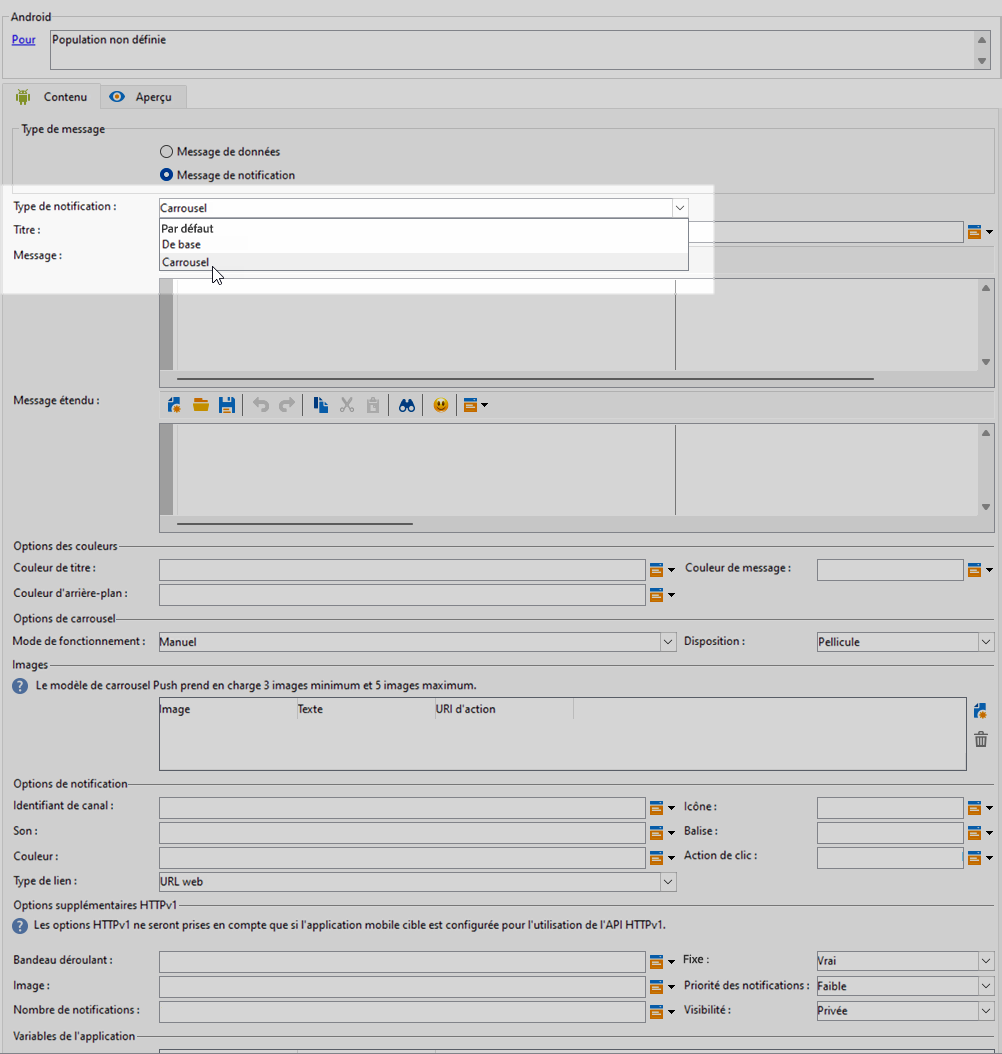 Android
Pour Population non définie
Contenu Aperçu
Type de message
Message de données
Message de notification
Type de notification : Carrousel
Titre : Par défaut
De base
Message : Carrousel
Message étendu :
Options des couleurs
Couleur de titre : Couleur de message :
Couleur d'arrière-plan :
Options de carrousel
Mode de fonctionnement : Manuel Disposition : Pellicule
Images
? Le modèle de carrousel Push prend en charge 3 images minimum et 5 images maximum.
Image Texte URI d'action
Options de notification
Identifiant de canal : Icône :
Son : Balise :
Couleur : Action de clic :
Type de lien : URL web
Options supplémentaires HTTPv1
? Les options HTTPv1 ne seront prises en compte que si l'application mobile cible est configurée pour l'utilisation de l'API HTTPv1.
Bandeau déroulant : Fixe : Vrai
Image : Priorité des notifications : Faible
Nombre de notifications : Visibilité : Privée
Variables de l'application